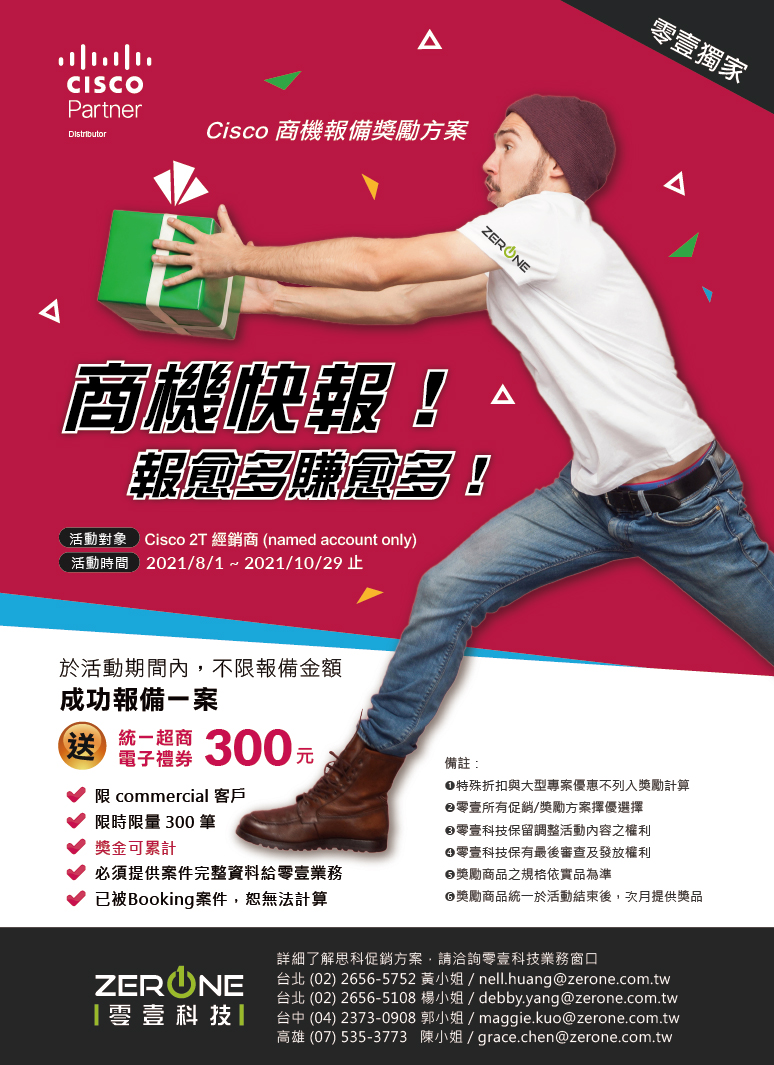 零壹獨家
CISCO
Partner
Distributor
Cisco 商機報備獎勵方案
ZERONE
商機快報！
報愈多賺愈多！
活動對象 Cisco 2T 經銷商 (named account only)
活動時間 2021/8/1 ~ 2021/10/29 止
於活動期間內，不限報備金額
成功報備一案
送 統一超商 電子禮券 300元
限 commercial 客戶
限時限量 300 筆
獎金可累計
必須提供案件完整資料給零壹業務
已被Booking案件，恕無法計算
備註：
❶特殊折扣與大型專案優惠不列入獎勵計算
❷零壹所有促銷/獎勵方案擇優選擇
❸零壹科技保留調整活動內容之權利
❹零壹科技保有最後審查及發放權利
❺獎勵商品之規格依實品為準
❻獎勵商品統一於活動結束後，次月提供獎品
ZERONE
零壹科技
詳細了解思科促銷方案，請洽詢零壹科技業務窗口
台北 (02) 2656-5752 黃小姐 / nell.huang@zerone.com.tw
台北 (02) 2656-5108 楊小姐 / debby.yang@zerone.com.tw
台中 (04) 2373-0908 郭小姐 / maggie.kuo@zerone.com.tw
高雄 (07) 535-3773 陳小姐 / grace.chen@zerone.com.tw